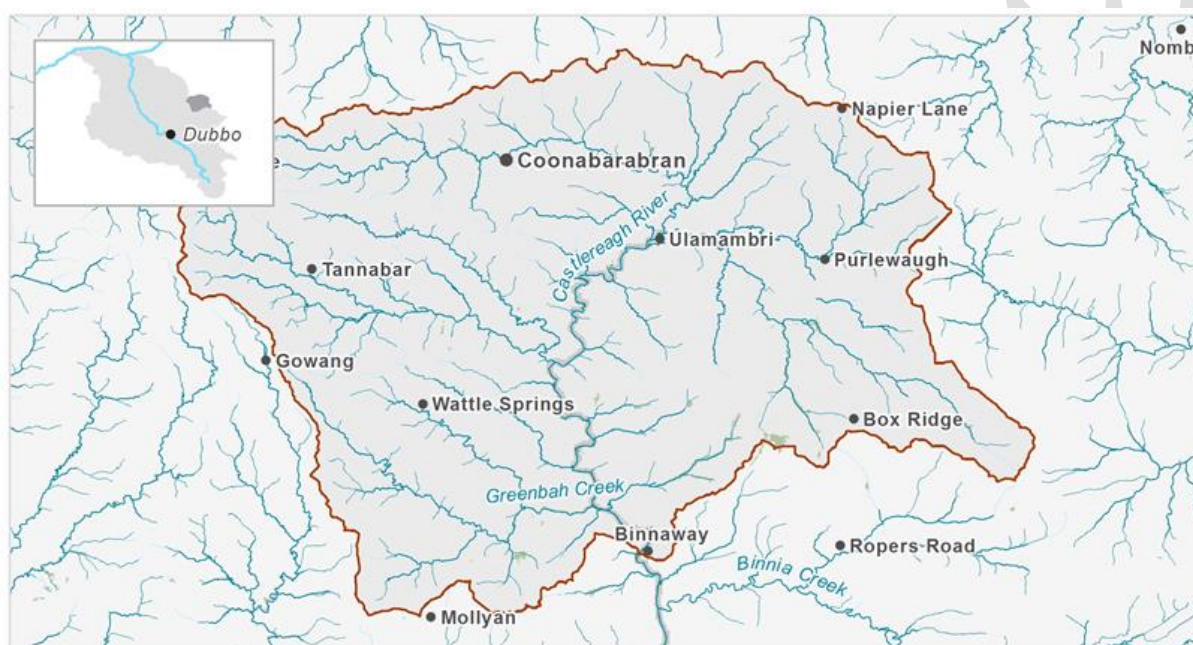 Nomb
Napier Lane
Dubbo
Coonabarabran
e
Castlereagh River
Ulamambri
Purlewaugh
Tannabar
Gowang
Wattle Springs
Box Ridge
Greenbah Creek
Binnaway
Ropers Road
Binnia Creek
Mollyan